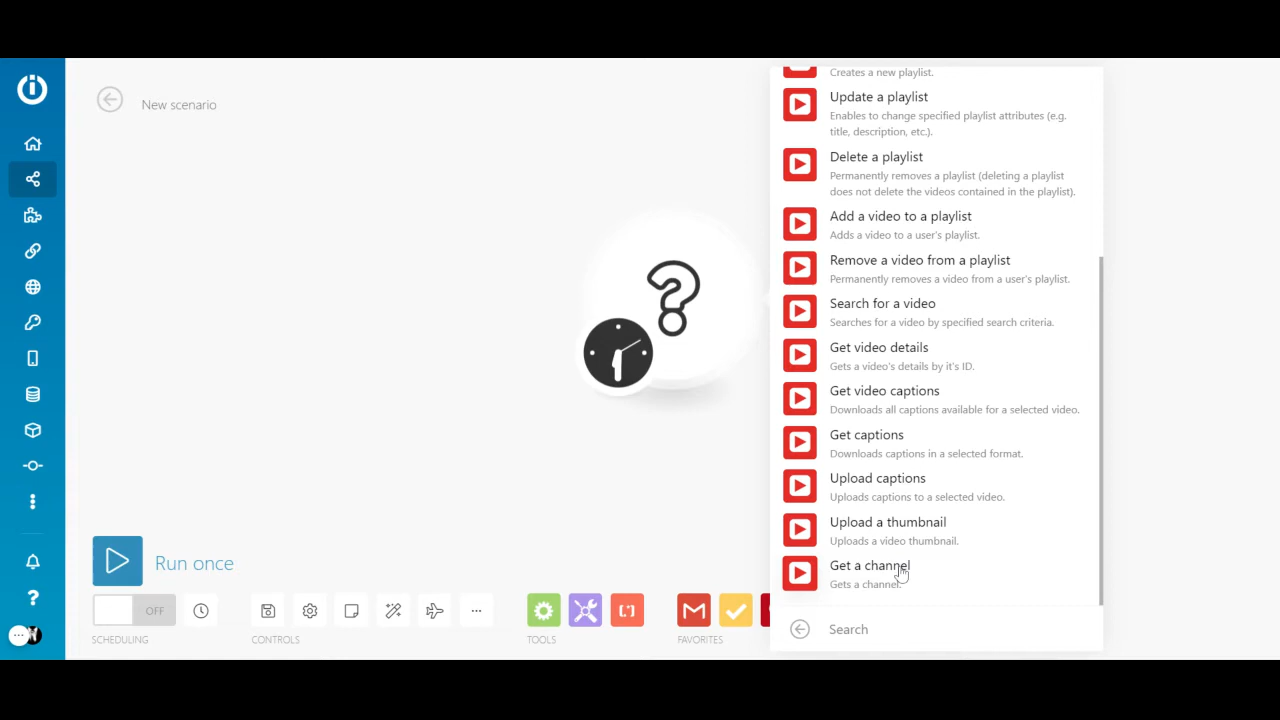 New scenario
Creates a new playlist.
Update a playlist
Enables to change specified playlist attributes (e.g.
title, description, etc.).
Delete a playlist
Permanently removes a playlist (deleting a playlist
does not delete the videos contained in the playlist).
Add a video to a playlist
Adds a video to a user's playlist.
Remove a video from a playlist
Permanently removes a video from a user's playlist.
Search for a video
Searches for a video by specified search criteria.
Get video details
Gets a video's details by it's ID.
Get video captions
Downloads all captions available for a selected video.
Get captions
Downloads captions in a selected format.
Upload captions
Uploads captions to a selected video.
Upload a thumbnail
Uploads a video thumbnail.
Get a channel
Gets a channel.
Search
Run once
OFF
SCHEDULING
CONTROLS
TOOLS
FAVORITES